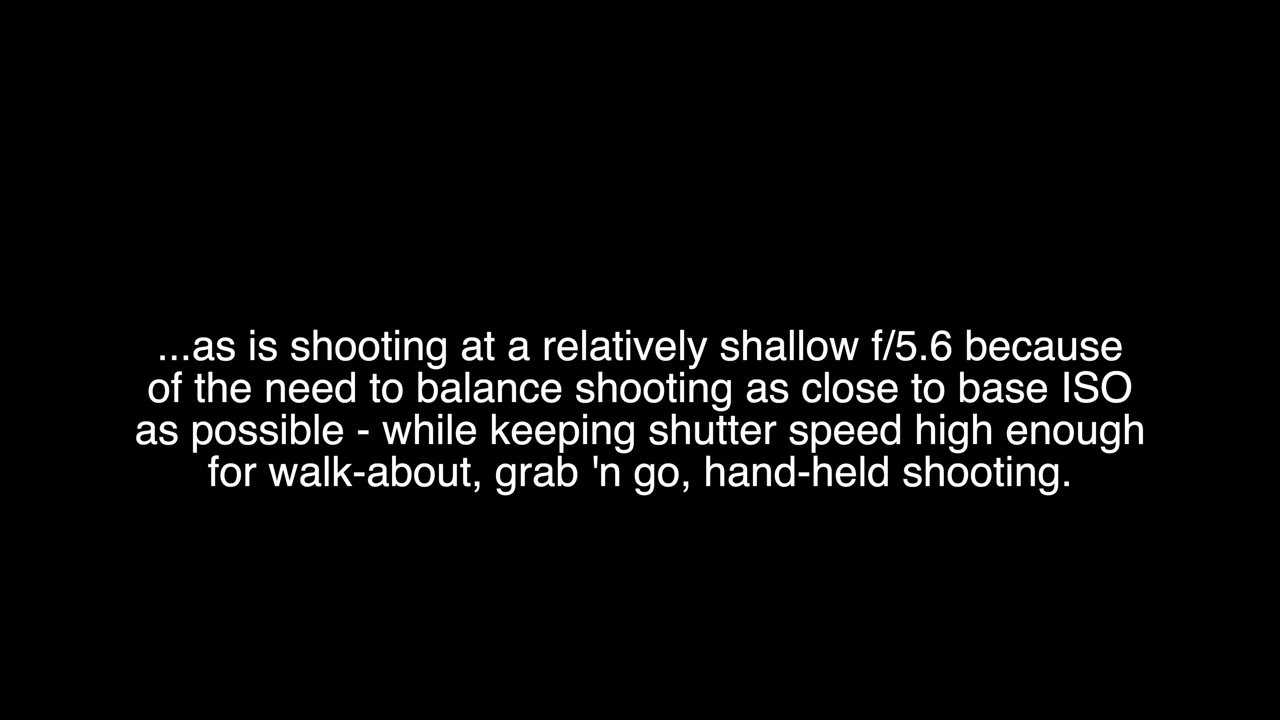 ...as is shooting at a relatively shallow f/5.6 because
of the need to balance shooting as close to base ISO
as possible - while keeping shutter speed high enough
for walk-about, grab 'n go, hand-held shooting.